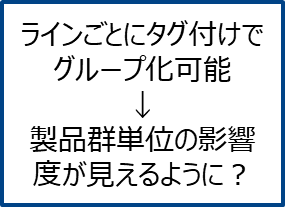 ラインごとにタグ付けで
グループ化可能
↓
製品群単位の影響
度が見えるように？